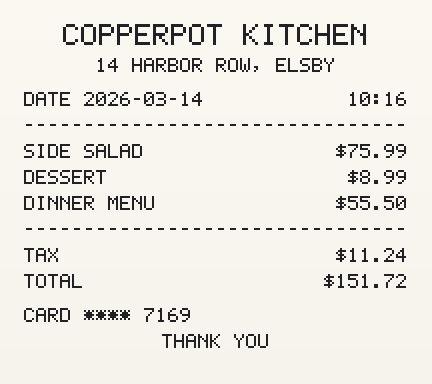 COPPERPOT KITCHEN
14 HARBOR ROW, ELSBY
DATE 2026-03-14 10:16
--------------------------------
SIDE SALAD $75.99
DESSERT $8.99
DINNER MENU $55.50
--------------------------------
TAX $11.24
TOTAL $151.72
CARD **** 7169
THANK YOU